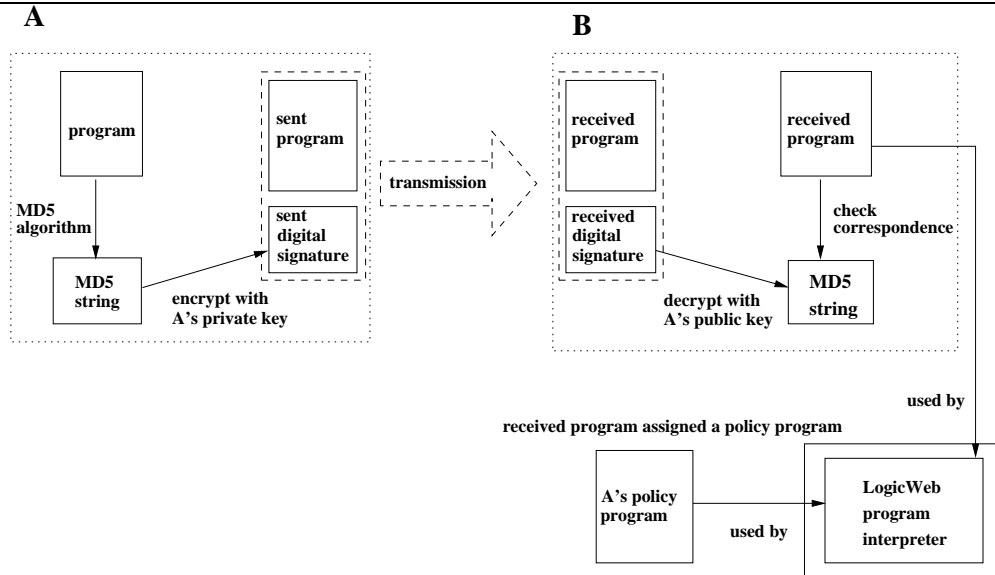 A
program
MD5
algorithm
MD5
string
encrypt with
A's private key
sent
program
sent
digital
signature
transmission
B
received
program
received
digital
signature
decrypt with
A's public key
received
program
check
correspondence
MD5
string
used by
received program assigned a policy program
A's policy
program
used by
LogicWeb
program
interpreter